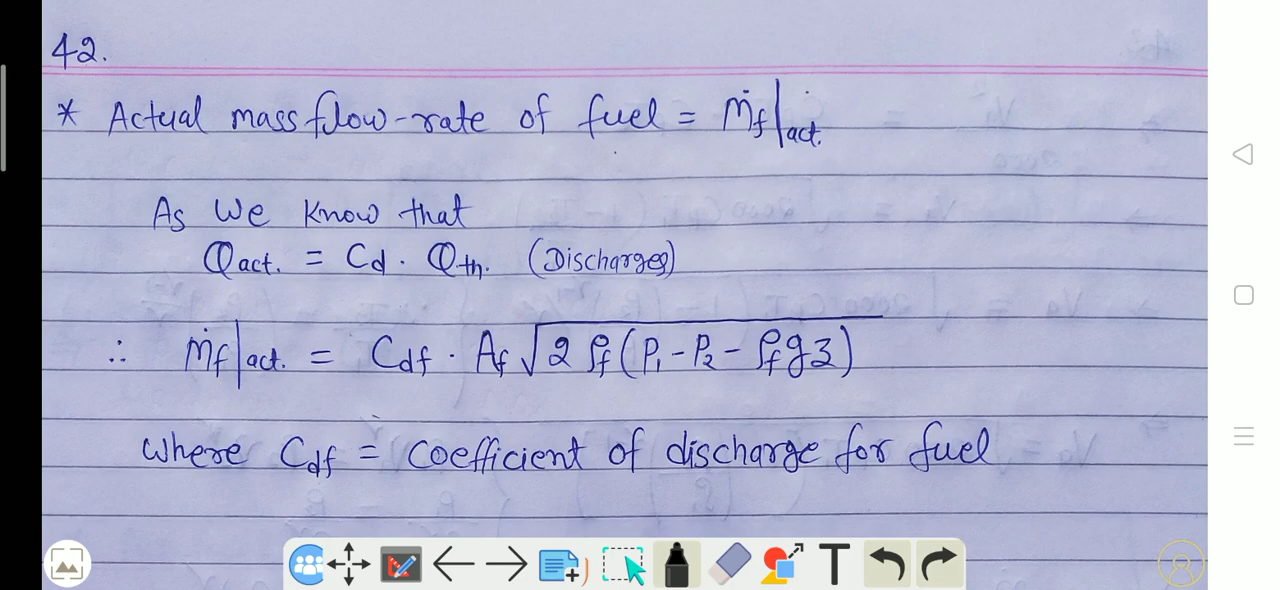 42.
* Actual mass flow-rate of fuel = ṁf|act.
As we know that
Qact. = Cd · Qth. (Discharges)
∴ ṁf|act. = Cdf · Af √2 ρf (P1 - P2 - ρf g z)
where Cdf = coefficient of discharge for fuel
T